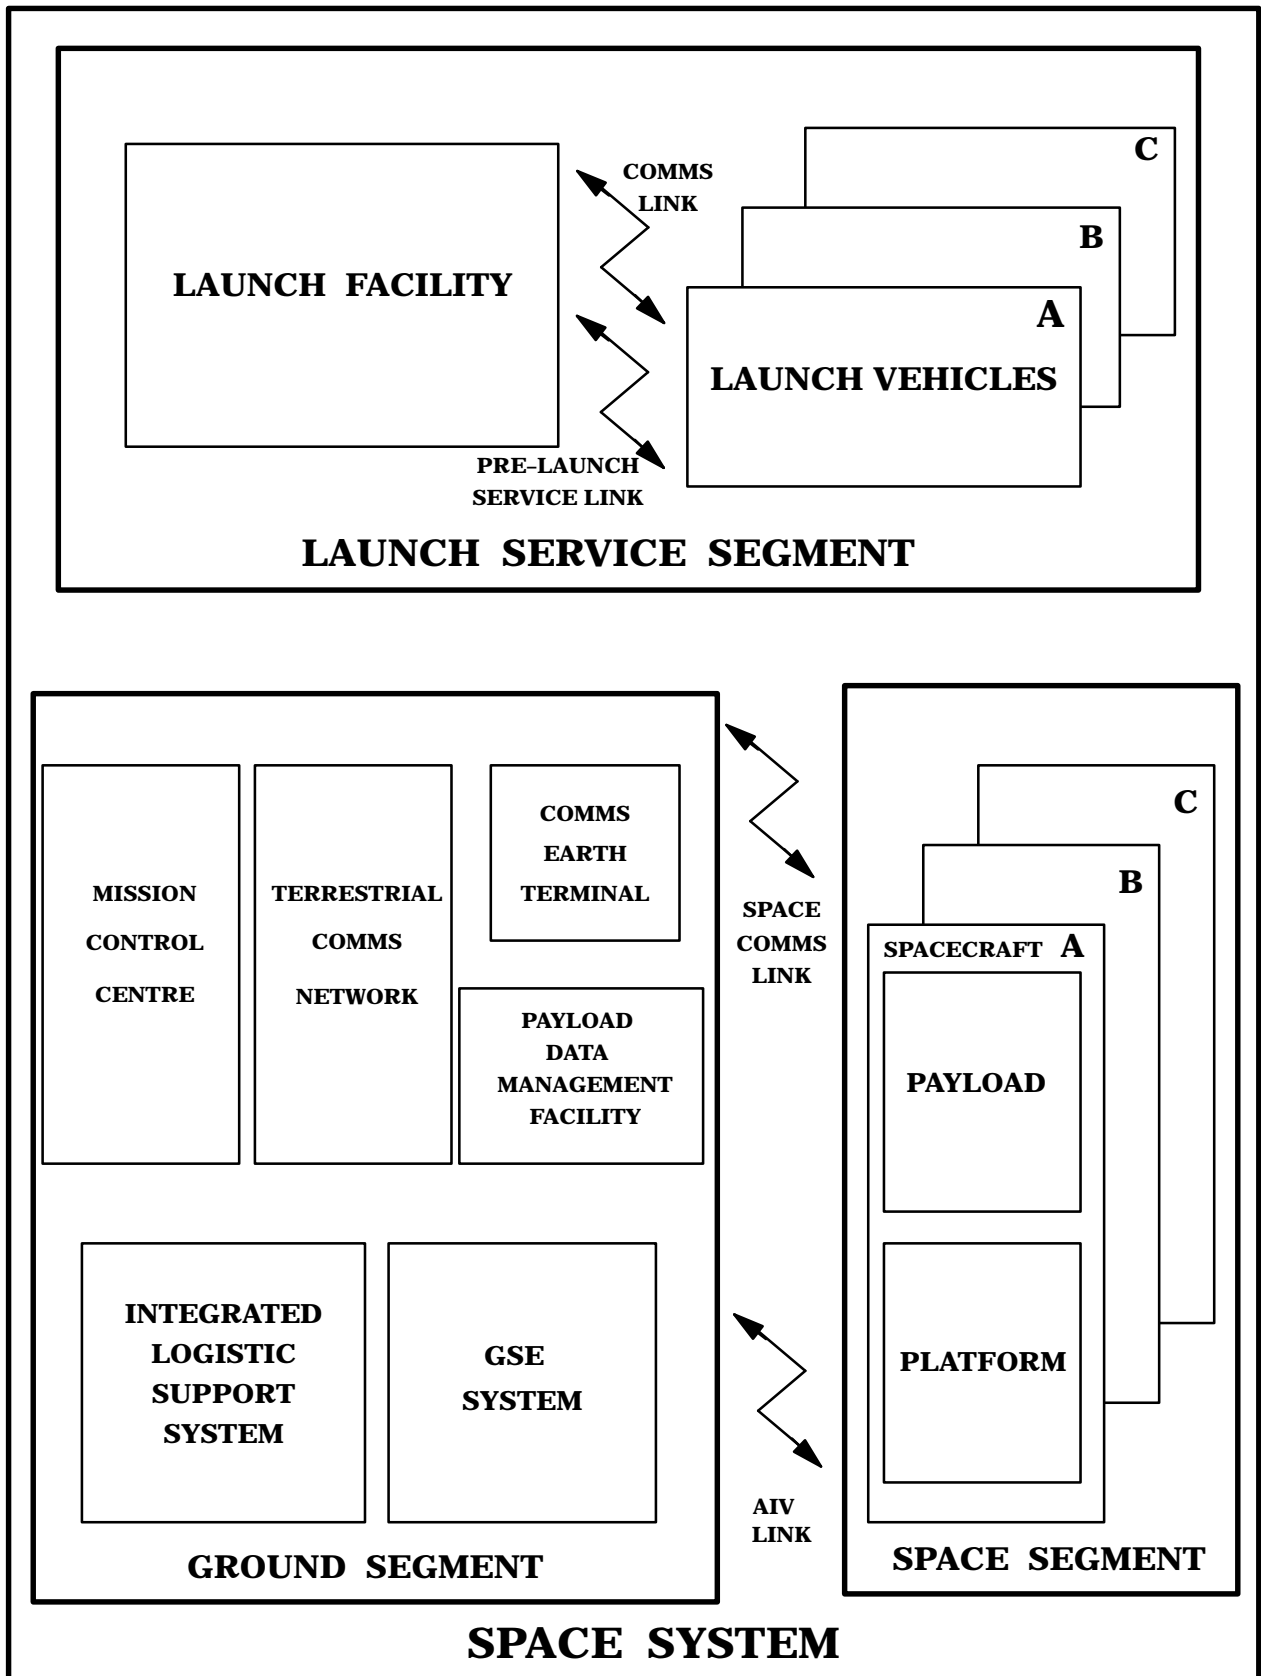 C
B
A
COMMS
LINK
LAUNCH FACILITY
LAUNCH VEHICLES
PRE–LAUNCH
SERVICE LINK
LAUNCH SERVICE SEGMENT
MISSION
CONTROL
CENTRE
TERRESTRIAL
COMMS
NETWORK
COMMS
EARTH
TERMINAL
PAYLOAD
DATA
MANAGEMENT
FACILITY
INTEGRATED
LOGISTIC
SUPPORT
SYSTEM
GSE
SYSTEM
GROUND SEGMENT
SPACE
COMMS
LINK
AIV
LINK
C
B
SPACECRAFT A
PAYLOAD
PLATFORM
SPACE SEGMENT
SPACE SYSTEM